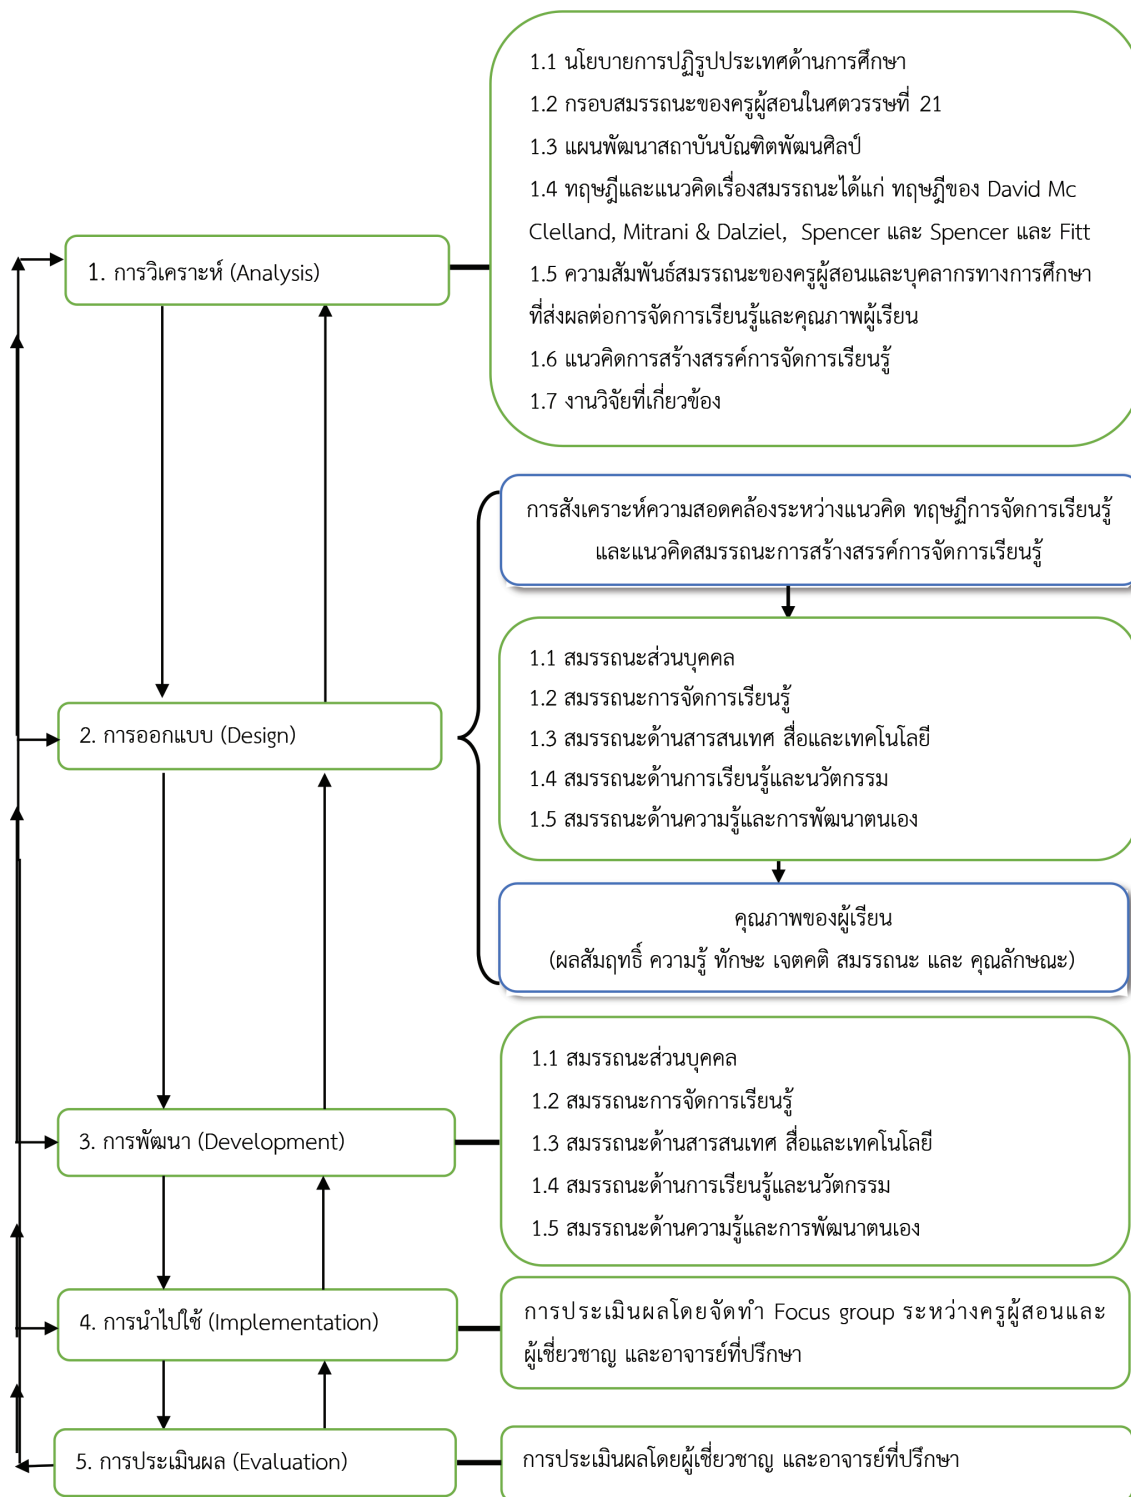 1.1 นโยบายการปฏิรูปประเทศด้านการศึกษา
1.2 กรอบสมรรถนะของครูผู้สอนในศตวรรษที่ 21
1.3 แผนพัฒนาสถาบันบัณฑิตพัฒนศิลป์
1.4 ทฤษฎีและแนวคิดเรื่องสมรรถนะได้แก่ ทฤษฎีของ David Mc
Clelland, Mitrani & Dalziel, Spencer และ Spencer และ Fitt
1.5 ความสัมพันธ์สมรรถนะของครูผู้สอนและบุคลากรทางการศึกษา
ที่ส่งผลต่อการจัดการเรียนรู้และคุณภาพผู้เรียน
1.6 แนวคิดการสร้างสรรค์การจัดการเรียนรู้
1.7 งานวิจัยที่เกี่ยวข้อง
1. การวิเคราะห์ (Analysis)
การสังเคราะห์ความสอดคล้องระหว่างแนวคิด ทฤษฏีการจัดการเรียนรู้
และแนวคิดสมรรถนะการสร้างสรรค์การจัดการเรียนรู้
1.1 สมรรถนะส่วนบุคคล
1.2 สมรรถนะการจัดการเรียนรู้
1.3 สมรรถนะด้านสารสนเทศ สื่อและเทคโนโลยี
1.4 สมรรถนะด้านการเรียนรู้และนวัตกรรม
1.5 สมรรถนะด้านความรู้และการพัฒนาตนเอง
2. การออกแบบ (Design)
คุณภาพของผู้เรียน
(ผลสัมฤทธิ์ ความรู้ ทักษะ เจตคติ สมรรถนะ และ คุณลักษณะ)
1.1 สมรรถนะส่วนบุคคล
1.2 สมรรถนะการจัดการเรียนรู้
1.3 สมรรถนะด้านสารสนเทศ สื่อและเทคโนโลยี
1.4 สมรรถนะด้านการเรียนรู้และนวัตกรรม
1.5 สมรรถนะด้านความรู้และการพัฒนาตนเอง
3. การพัฒนา (Development)
4. การนำไปใช้ (Implementation)
การประเมินผลโดยจัดทำ Focus group ระหว่างครูผู้สอนและ
ผู้เชี่ยวชาญ และอาจารย์ที่ปรึกษา
5. การประเมินผล (Evaluation)
การประเมินผลโดยผู้เชี่ยวชาญ และอาจารย์ที่ปรึกษา